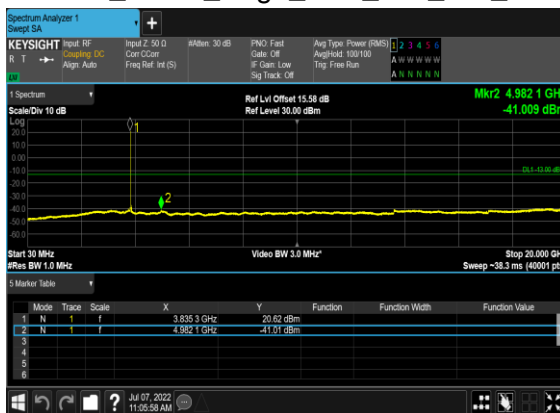 Spectrum Analyzer 1
Swept SA
+
KEYSIGHT Input: RF Input Z: 50 Ω #Atten: 30 dB PNO: Fast Avg Type: Power (RMS) 1 2 3 4 5 6
R T Coupling: DC Corr CCorr Gate: Off Avg|Hold: 100/100 A W W W W W
Align: Auto Freq Ref: Int (S) IF Gain: Low Trig: Free Run
Sig Track: Off A N N N N N
LXI
1 Spectrum Ref Lvl Offset 15.58 dB Mkr2 4.982 1 GH
Scale/Div 10 dB Ref Level 30.00 dBm -41.009 dB
Log
20.0
10.0
0.00
-10.0
-20.0
-30.0
-40.0
-50.0
-60.0
1
2
DL1 -13.00 dB
Start 30 MHz Video BW 3.0 MHz* Stop 20.000 GH
#Res BW 1.0 MHz Sweep ~38.3 ms (40001 pt
5 Marker Table
Mode Trace Scale X Y Function Function Width Function Value
1 N 1 f 3.835 3 GHz 20.62 dBm
2 N 1 f 4.982 1 GHz -41.01 dBm
3
4
5
6
? Jul 07, 2022
11:05:58 AM